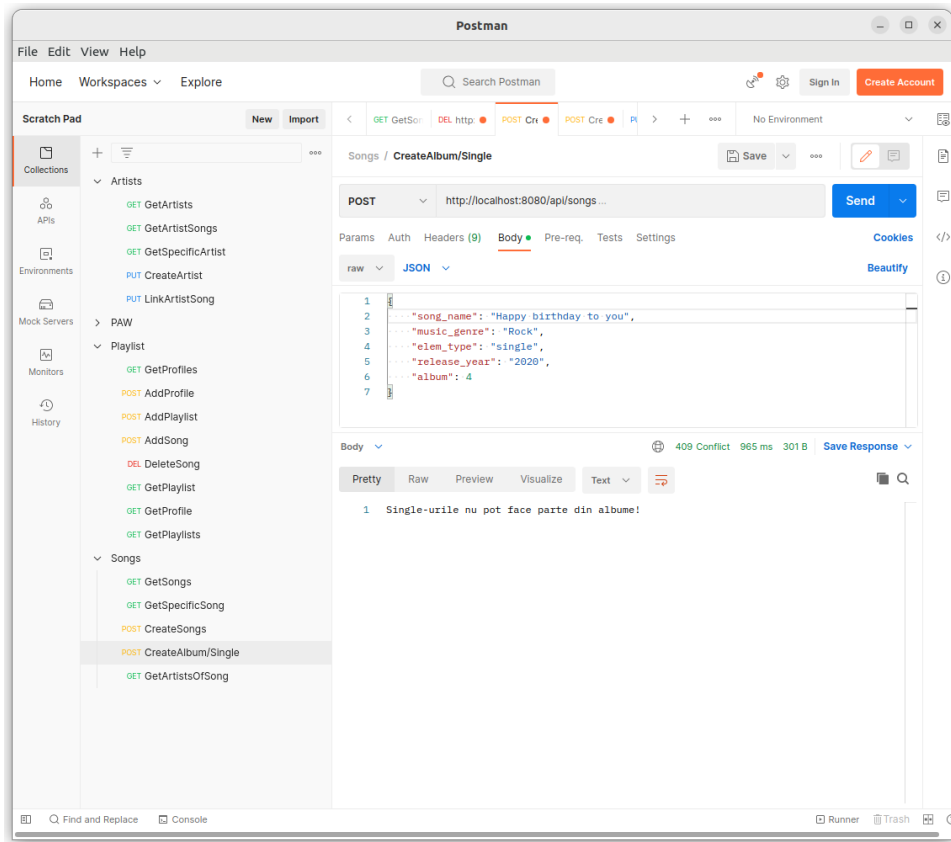 Postman
File Edit View Help
Home Workspaces Explore Search Postman Sign In Create Account
Scratch Pad New Import
GET GetSon DEL http: POST Cre POST Cre No Environment
Collections
APIs
Environments
Mock Servers
Monitors
History
Artists
GET GetArtists
GET GetArtistSongs
GET GetSpecificArtist
PUT CreateArtist
PUT LinkArtistSong
PAW
Playlist
GET GetProfiles
POST AddProfile
POST AddPlaylist
POST AddSong
DEL DeleteSong
GET GetPlaylist
GET GetProfile
GET GetPlaylists
Songs
GET GetSongs
GET GetSpecificSong
POST CreateSongs
POST CreateAlbum/Single
GET GetArtistsOfSong
Songs / CreateAlbum/Single Save
POST http://localhost:8080/api/songs ... Send
Params Auth Headers (9) Body Pre-req. Tests Settings Cookies
raw JSON Beautify
1 {
2 "song_name": "Happy birthday to you",
3 "music_genre": "Rock",
4 "elem_type": "single",
5 "release_year": "2020",
6 "album": 4
7 }
Body 409 Conflict 965 ms 301 B Save Response
Pretty Raw Preview Visualize Text
1 Single-urile nu pot face parte din albume!
Find and Replace Console Runner Trash